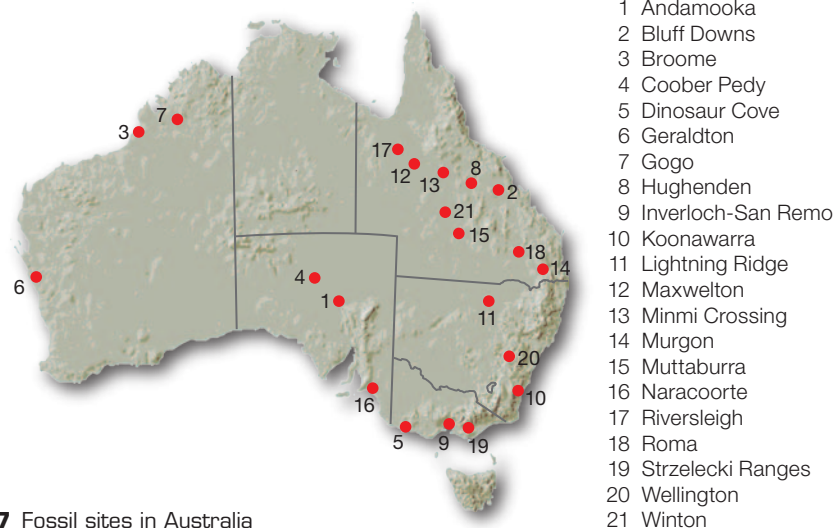 1 Andamooka
2 Bluff Downs
3 Broome
4 Coober Pedy
5 Dinosaur Cove
6 Geraldton
7 Gogo
8 Hughenden
9 Inverloch-San Remo
10 Koonawarra
11 Lightning Ridge
12 Maxwelton
13 Minmi Crossing
14 Murgon
15 Muttaburra
16 Naracoorte
17 Riversleigh
18 Roma
19 Strzelecki Ranges
20 Wellington
21 Winton
7
3
17
12
13
8
2
21
15
18
14
6
4
1
11
20
10
16
5
9
19
7 Fossil sites in Australia